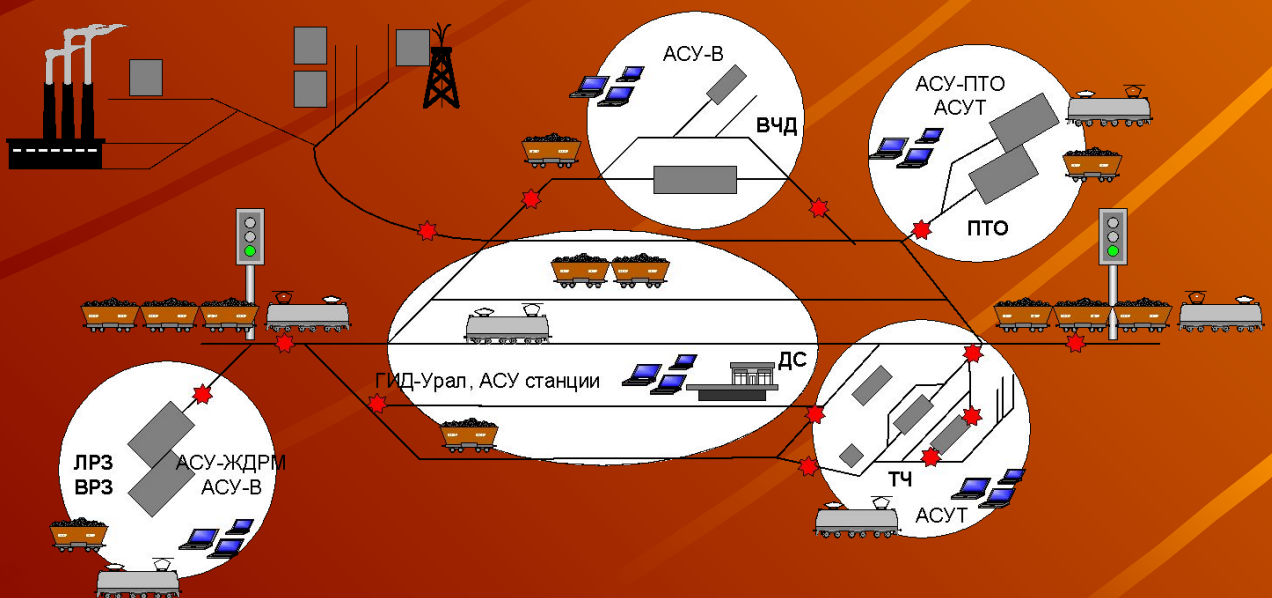 АСУ-В
ВЧД
АСУ-ПТО
АСУТ
ПТО
ДС
ГИД-Урал, АСУ станции
ЛРЗ
ВРЗ
АСУ-ЖДРМ
АСУ-В
ТЧ
АСУТ